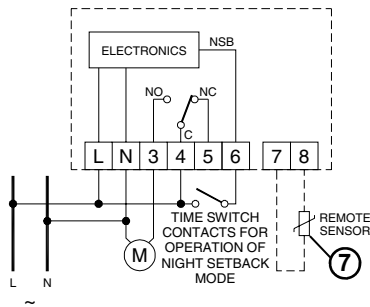 ELECTRONICS
NSB
NO
NC
C
L N 3 4 5 6 7 8
TIME SWITCH
CONTACTS FOR
OPERATION OF
NIGHT SETBACK
MODE
REMOTE
SENSOR
M
7
L N
~